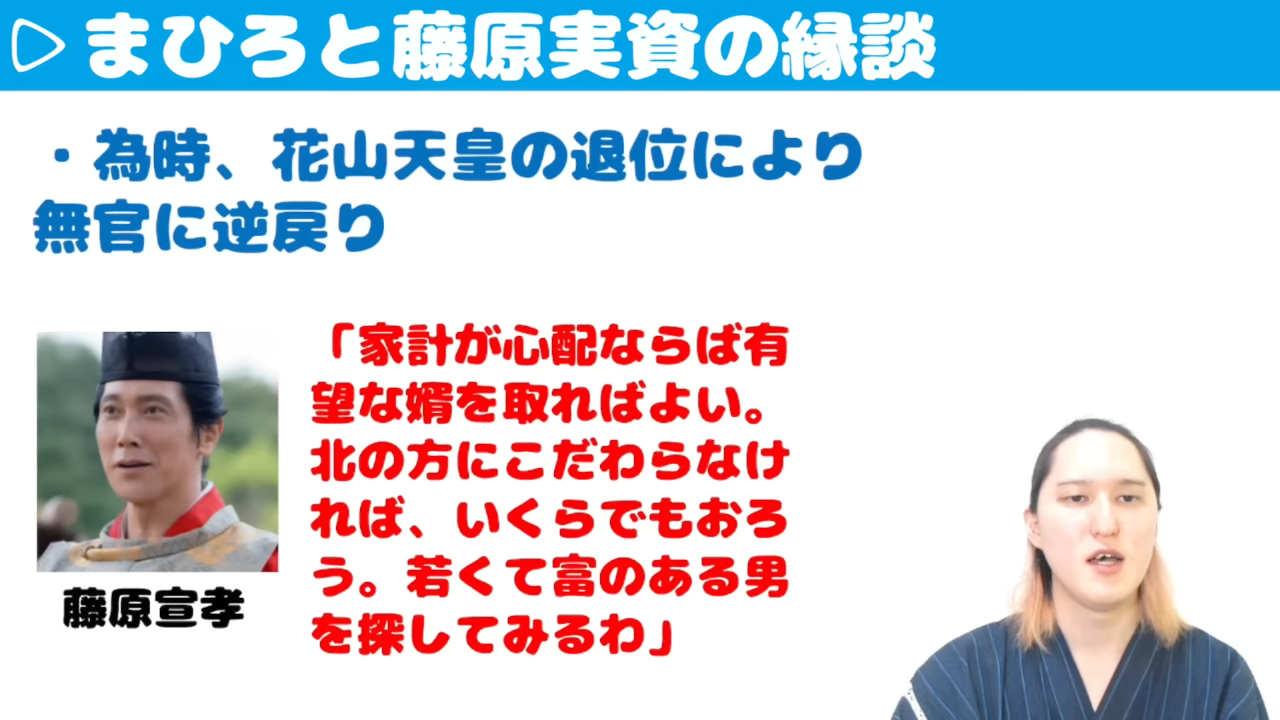 まひろと藤原実資の縁談
・為時、花山天皇の退位により
無官に逆戻り
「家計が心配ならば有
望な婿を取ればよい。
北の方にこだわらなけ
れば、いくらでもおろ
う。若くて富のある男
を探してみるわ」
藤原宣孝